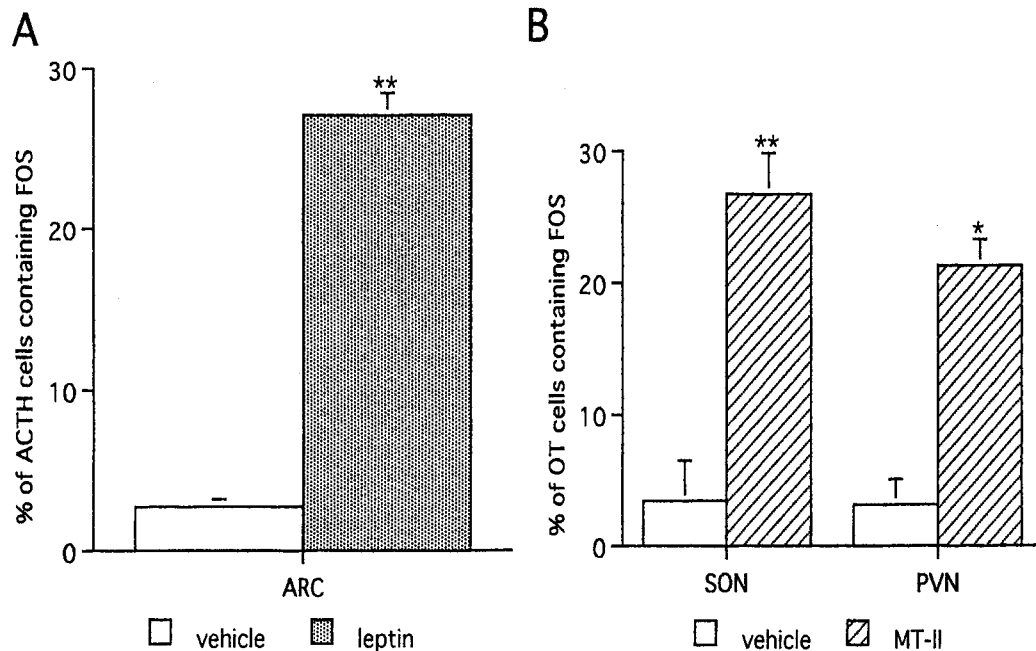 A
% of ACTH cells containing FOS
30
20
10
0
**
ARC
vehicle leptin
B
% of OT cells containing FOS
30
20
10
0
**
*
SON PVN
vehicle MT-II